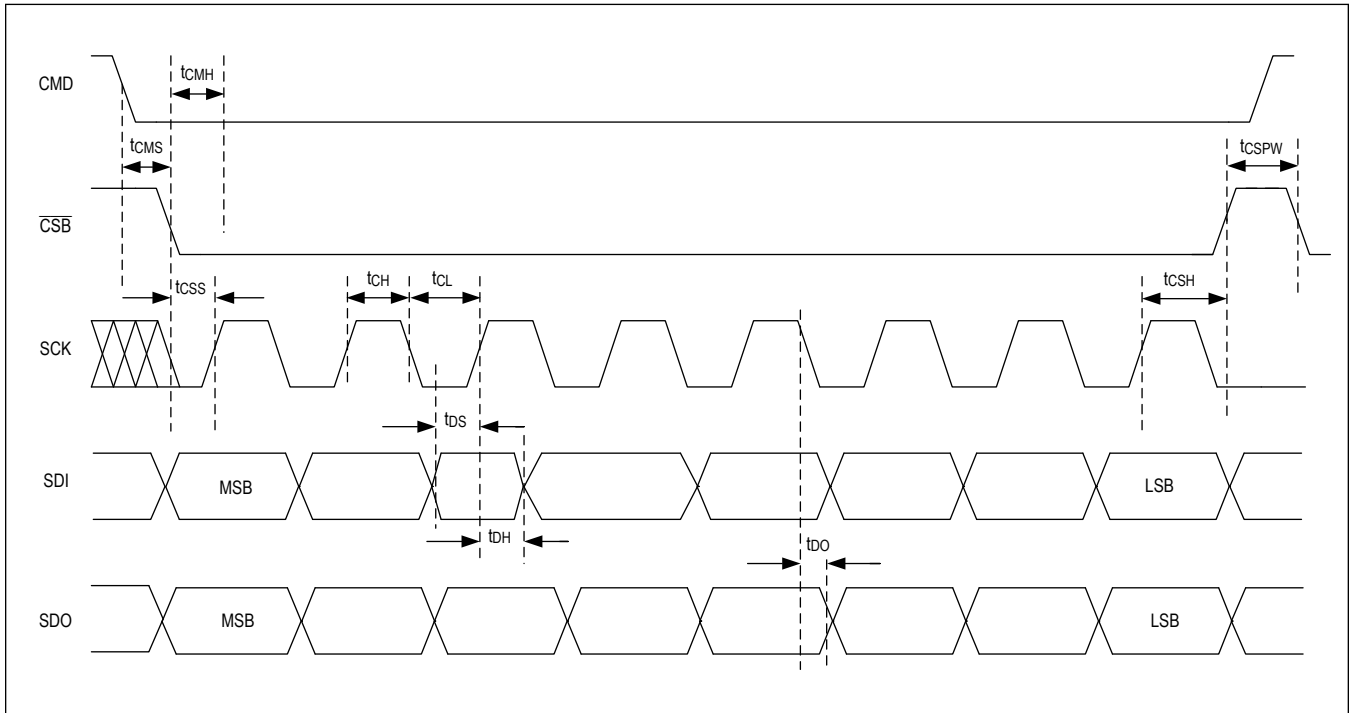 CMD
tCMH
tCMS
tCSPW
CSB
tCSS
tCH
tCL
tCSH
SCK
tDS
SDI
MSB
LSB
tDH
tDO
SDO
MSB
LSB